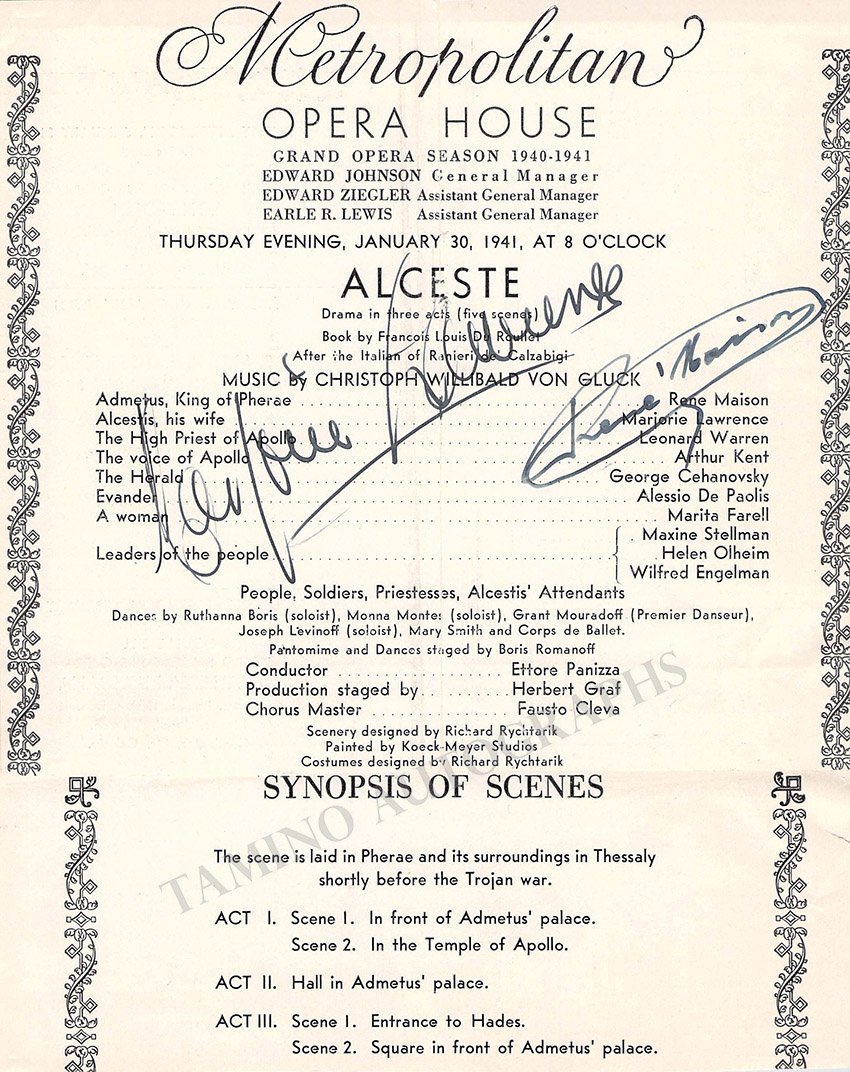 Metropolitan
OPERA HOUSE
GRAND OPERA SEASON 1940-1941
EDWARD JOHNSON General Manager
EDWARD ZIEGLER Assistant General Manager
EARLE R. LEWIS Assistant General Manager
THURSDAY EVENING, JANUARY 30, 1941, AT 8 O'CLOCK
ALCESTE
Drama in three acts (five scenes)
Book by Francois Louis Du Roullet
After the Italian of Ranieri de Calzabigi
MUSIC by CHRISTOPH WILLIBALD VON GLUCK
Admetus, King of Pherae Rene Maison
Alcestis, his wife Marjorie Lawrence
The High Priest of Apollo Leonard Warren
The voice of Apollo Arthur Kent
The Herald George Cehanovsky
Evander Alessio De Paolis
A woman Marita Farell
Leaders of the people { Maxine Stellman
Helen Olheim
Wilfred Engelman
Marjorie Lawrence
René Maison
People, Soldiers, Priestesses, Alcestis' Attendants
Dances by Ruthanna Boris (soloist), Monna Montes (soloist), Grant Mouradoff (Premier Danseur),
Joseph Levinoff (soloist), Mary Smith and Corps de Ballet.
Pantomime and Dances staged by Boris Romanoff
Conductor Ettore Panizza
Production staged by Herbert Graf
Chorus Master Fausto Cleva
Scenery designed by Richard Rychtarik
Painted by Koeck-Meyer Studios
Costumes designed by Richard Rychtarik
SYNOPSIS OF SCENES
TAMINO AUTOGRAPHS
The scene is laid in Pherae and its surroundings in Thessaly
shortly before the Trojan war.
ACT I. Scene 1. In front of Admetus' palace.
Scene 2. In the Temple of Apollo.
ACT II. Hall in Admetus' palace.
ACT III. Scene 1. Entrance to Hades.
Scene 2. Square in front of Admetus' palace.